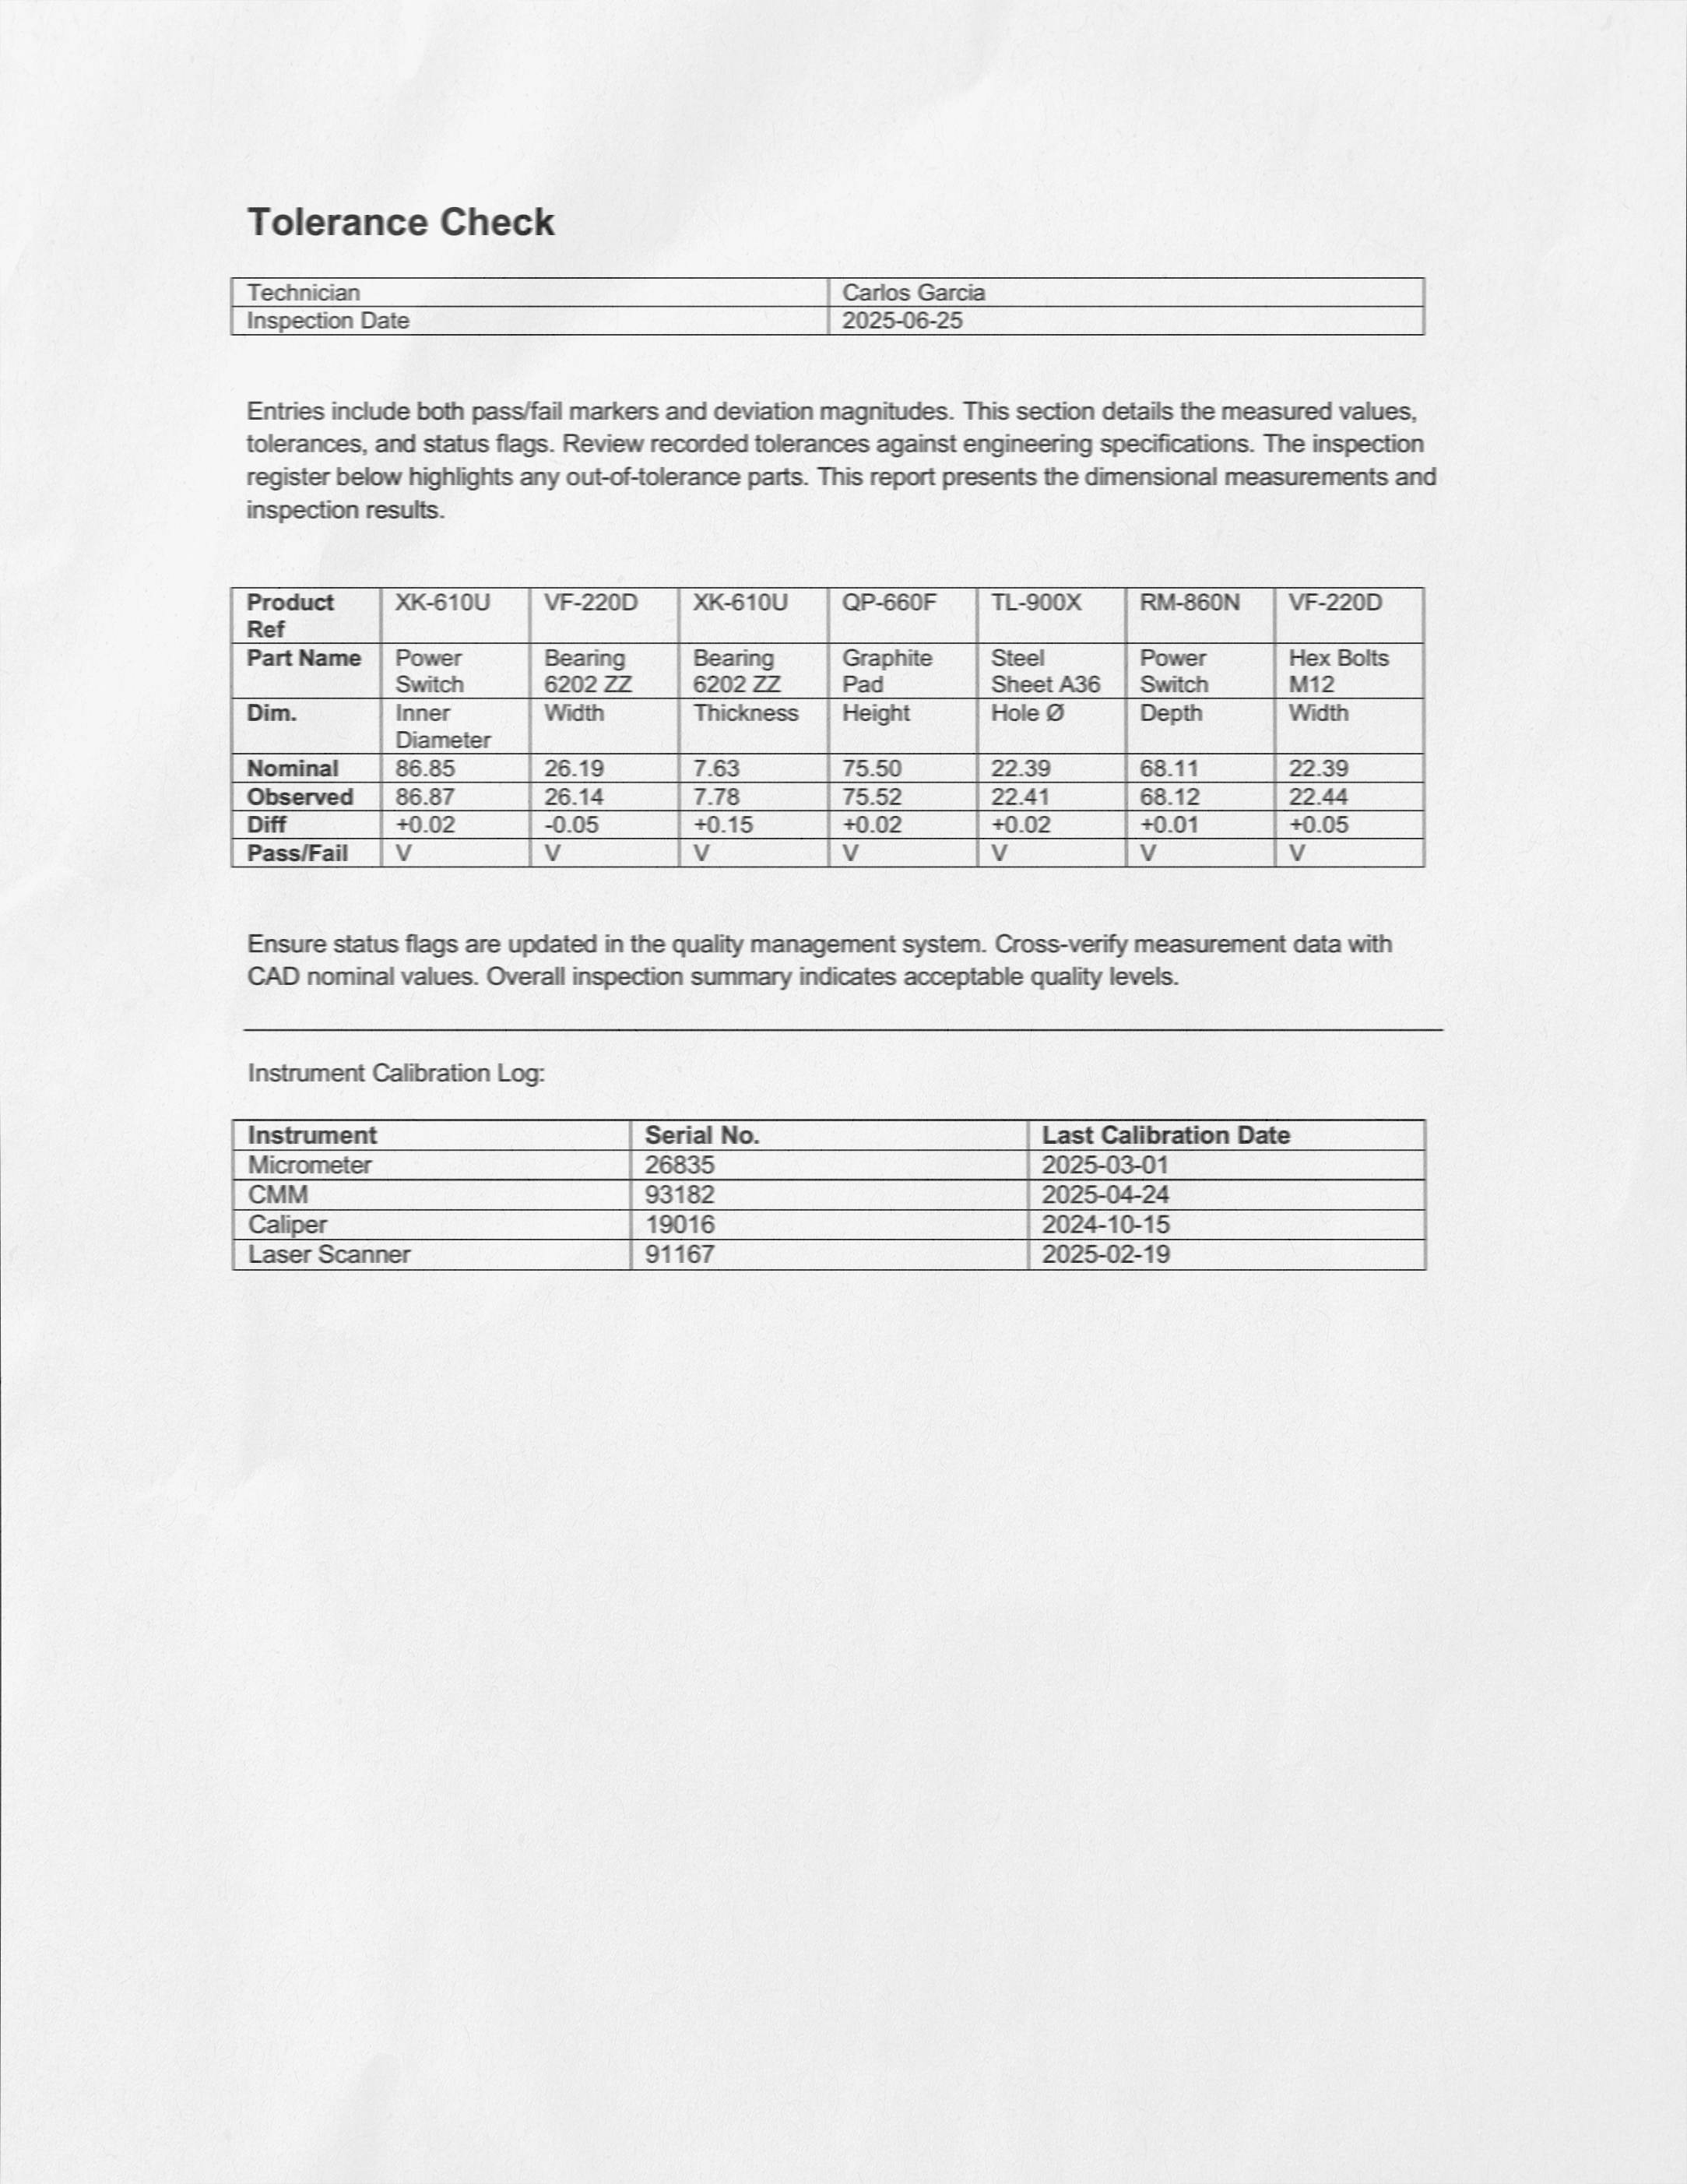 Tolerance Check
Technician Carlos Garcia
Inspection Date 2025-06-25
Entries include both pass/fail markers and deviation magnitudes. This section details the measured values,
tolerances, and status flags. Review recorded tolerances against engineering specifications. The inspection
register below highlights any out-of-tolerance parts. This report presents the dimensional measurements and
inspection results.
Product XK-610U VF-220D XK-610U QP-660F TL-900X RM-860N VF-220D
Ref
Part Name Power Bearing Bearing Graphite Steel Power Hex Bolts
Switch 6202 ZZ 6202 ZZ Pad Sheet A36 Switch M12
Dim. Inner Width Thickness Height Hole Ø Depth Width
Diameter
Nominal 86.85 26.19 7.63 75.50 22.39 68.11 22.39
Observed 86.87 26.14 7.78 75.52 22.41 68.12 22.44
Diff +0.02 -0.05 +0.15 +0.02 +0.02 +0.01 +0.05
Pass/Fail V V V V V V V
Ensure status flags are updated in the quality management system. Cross-verify measurement data with
CAD nominal values. Overall inspection summary indicates acceptable quality levels.
Instrument Calibration Log:
Instrument Serial No. Last Calibration Date
Micrometer 26835 2025-03-01
CMM 93182 2025-04-24
Caliper 19016 2024-10-15
Laser Scanner 91167 2025-02-19